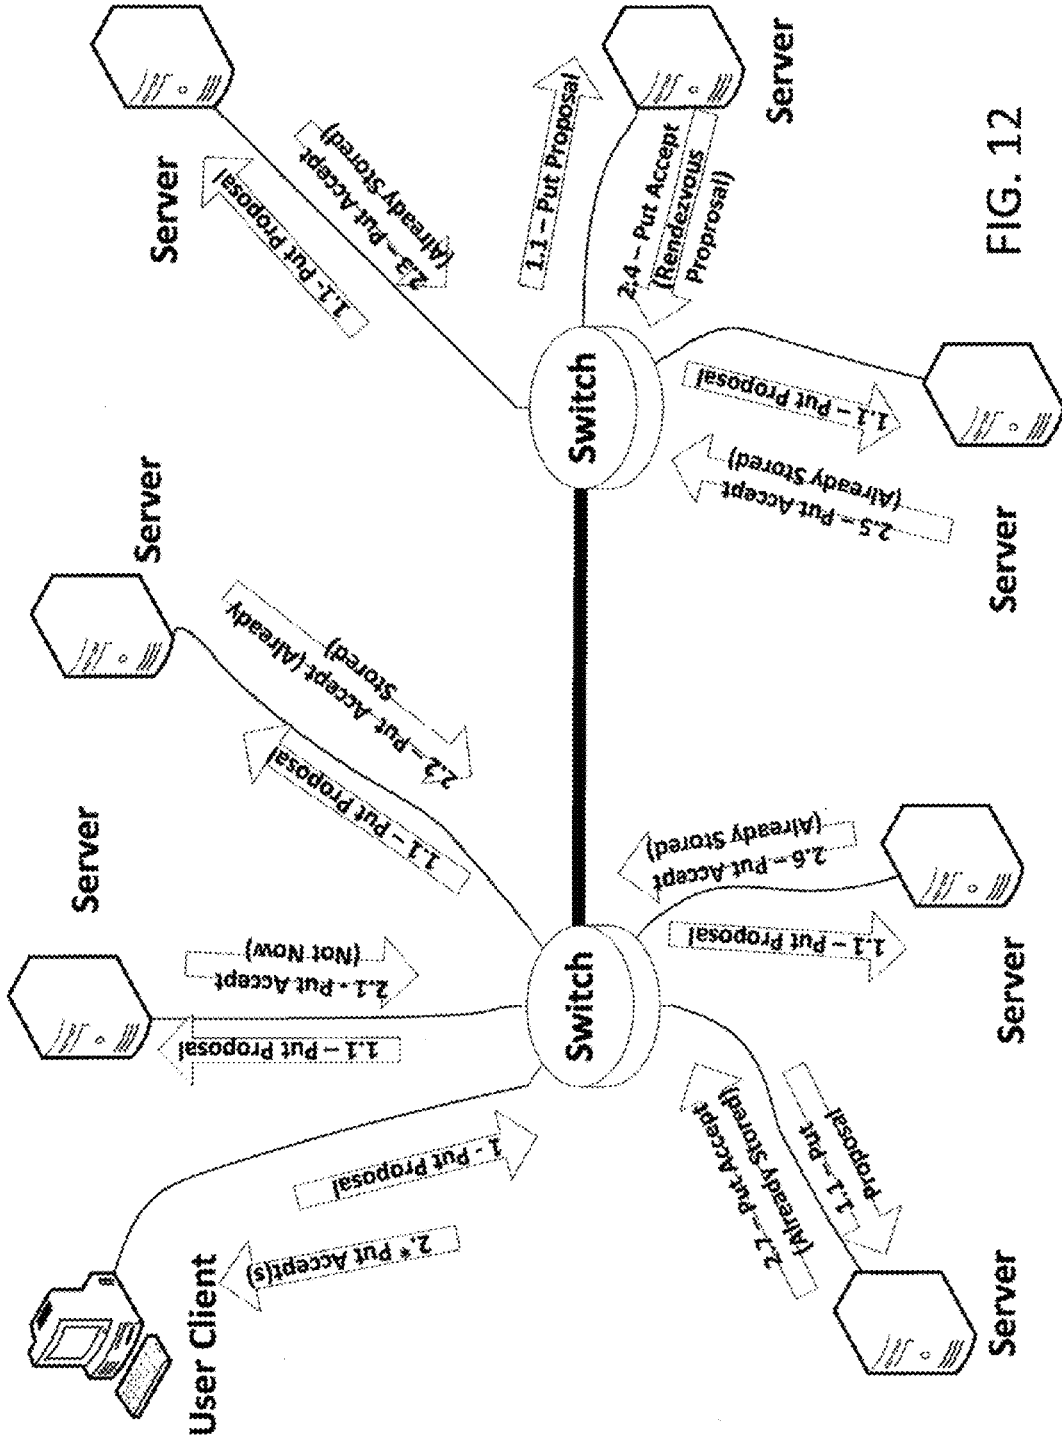 User Client
2.* Put Accept(s)
1 - Put Proposal
Server
1.1 – Put Proposal
2.1 - Put Accept
(Not Now)
Server
1.1 – Put Proposal
2.2 – Put Accept (Already
Stored)
Server
1.1- Put Proposal
2.3 – Put Accept
(Already Stored)
Switch
Switch
1.1 – Put Proposal
2.4 – Put Accept
(Rendezvous
Proprosal)
Server
2.7 – Put Accept
(Already Stored)
1.1 – Put
Proposal
Server
1.1 – Put Proposal
2.6 – Put Accept
(Already Stored)
Server
2.5 – Put Accept
(Already Stored)
1.1 – Put Proposal
Server
FIG. 12